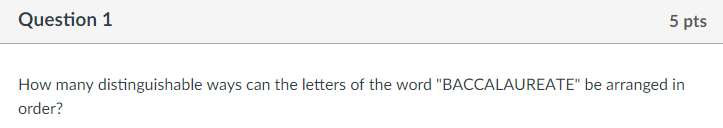 Question 1
5 pts
How many distinguishable ways can the letters of the word "BACCALAUREATE" be arranged in
order?